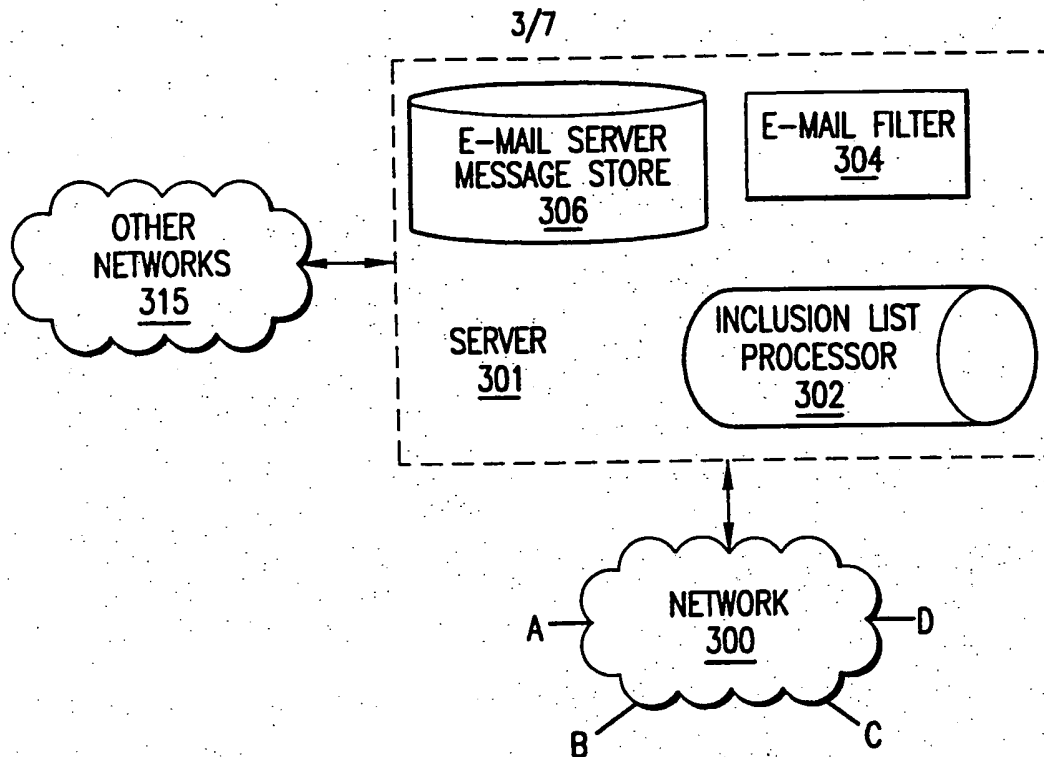 3/7
E-MAIL SERVER
MESSAGE STORE
306
E-MAIL FILTER
304
OTHER
NETWORKS
315
SERVER
301
INCLUSION LIST
PROCESSOR
302
NETWORK
300
A
D
B
C